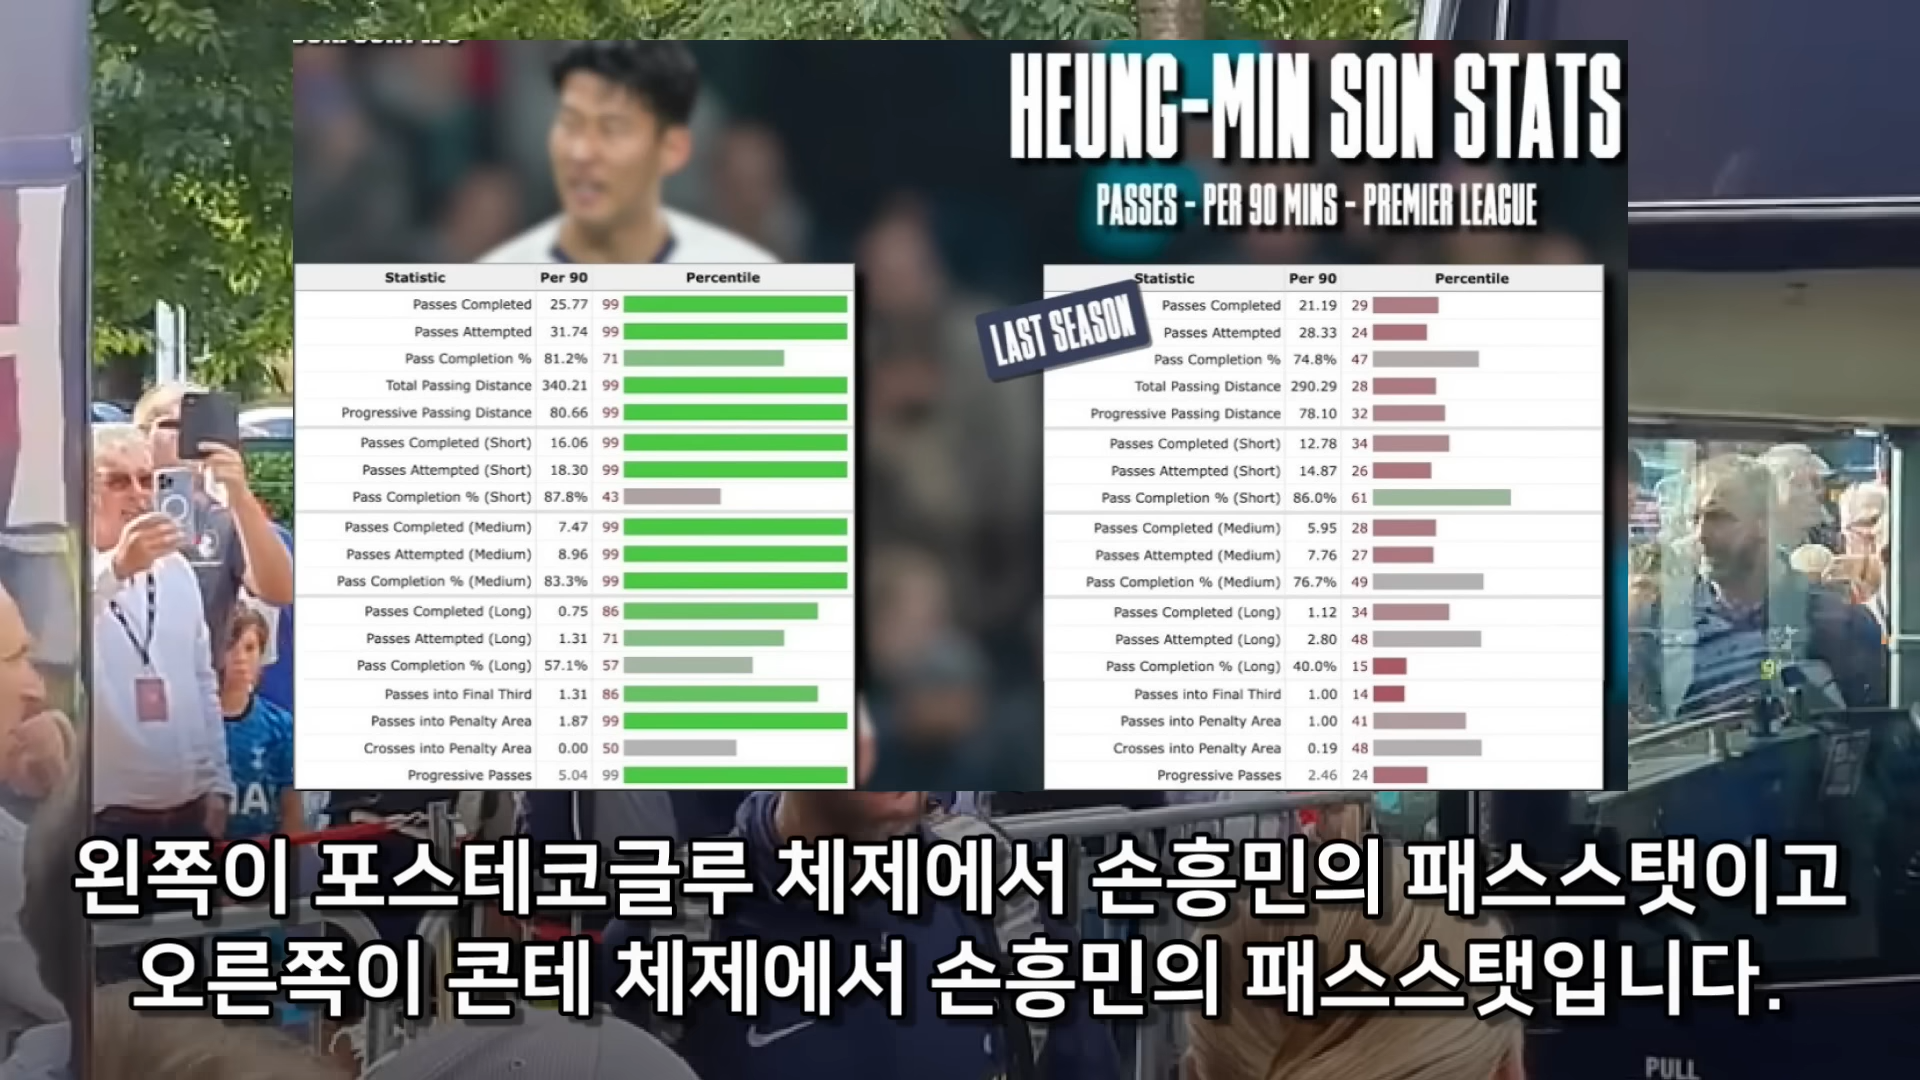 HEUNG-MIN SON STATS
PASSES - PER 90 MINS - PREMIER LEAGUE
Statistic Per 90 Percentile
Passes Completed 25.77 99
Passes Attempted 31.74 99
Pass Completion % 81.2% 71
Total Passing Distance 340.21 99
Progressive Passing Distance 80.66 99
Passes Completed (Short) 16.06 99
Passes Attempted (Short) 18.30 99
Pass Completion % (Short) 87.8% 43
Passes Completed (Medium) 7.47 99
Passes Attempted (Medium) 8.96 99
Pass Completion % (Medium) 83.3% 99
Passes Completed (Long) 0.75 86
Passes Attempted (Long) 1.31 71
Pass Completion % (Long) 57.1% 57
Passes into Final Third 1.31 86
Passes into Penalty Area 1.87 99
Crosses into Penalty Area 0.00 50
Progressive Passes 5.04 99
LAST SEASON
Statistic Per 90 Percentile
Passes Completed 21.19 29
Passes Attempted 28.33 24
Pass Completion % 74.8% 47
Total Passing Distance 290.29 28
Progressive Passing Distance 78.10 32
Passes Completed (Short) 12.78 34
Passes Attempted (Short) 14.87 26
Pass Completion % (Short) 86.0% 61
Passes Completed (Medium) 5.95 28
Passes Attempted (Medium) 7.76 27
Pass Completion % (Medium) 76.7% 49
Passes Completed (Long) 1.12 34
Passes Attempted (Long) 2.80 48
Pass Completion % (Long) 40.0% 15
Passes into Final Third 1.00 14
Passes into Penalty Area 1.00 41
Crosses into Penalty Area 0.19 48
Progressive Passes 2.46 24
왼쪽이 포스테코글루 체제에서 손흥민의 패스스탯이고
오른쪽이 콘테 체제에서 손흥민의 패스스탯입니다.
PULL